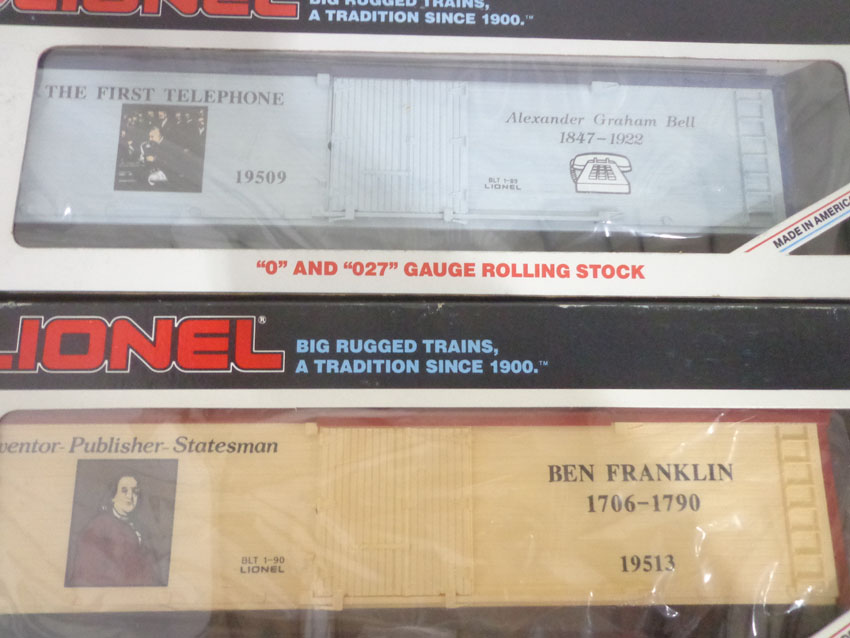 LIONEL
BIG RUGGED TRAINS,
A TRADITION SINCE 1900.™
THE FIRST TELEPHONE
19509
Alexander Graham Bell
1847-1922
BLT 1-89
LIONEL
MADE IN AMERICA
"0" AND "027" GAUGE ROLLING STOCK
LIONEL®
BIG RUGGED TRAINS,
A TRADITION SINCE 1900.™
ventor-Publisher-Statesman
BLT 1-90
LIONEL
BEN FRANKLIN
1706-1790
19513